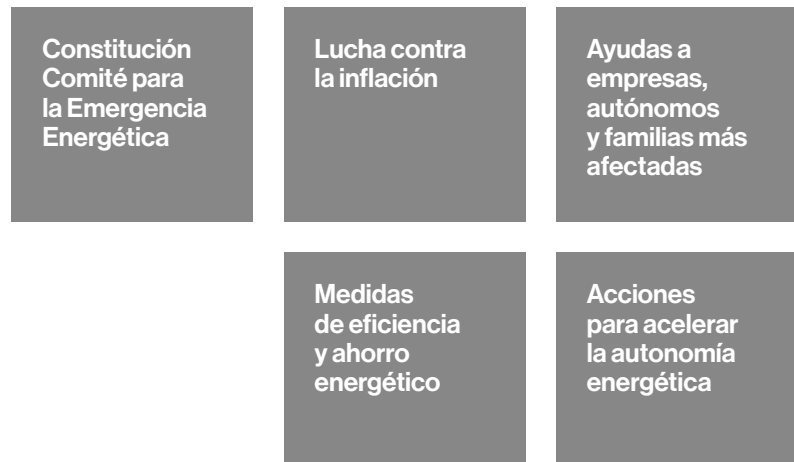 Constitución
Comité para
la Emergencia
Energética
Lucha contra
la inflación
Ayudas a
empresas,
autónomos
y familias más
afectadas
Medidas
de eficiencia
y ahorro
energético
Acciones
para acelerar
la autonomía
energética